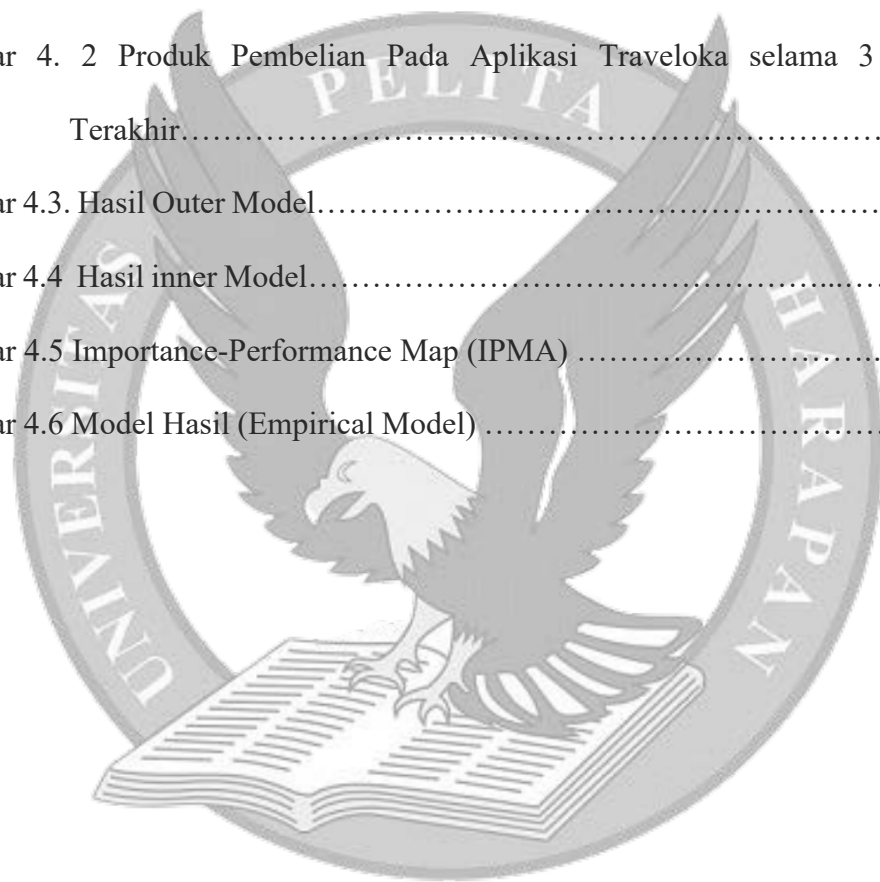 ar 4. 2 Produk Pembelian Pada Aplikasi Traveloka selama 3
Terakhir……………………………………………………………
ar 4.3. Hasil Outer Model…………………………………………………
ar 4.4 Hasil inner Model…………………………………………...……
ar 4.5 Importance-Performance Map (IPMA) ……………………….
ar 4.6 Model Hasil (Empirical Model) …………….…………………
UNIVERSITAS PELITA HARAPAN